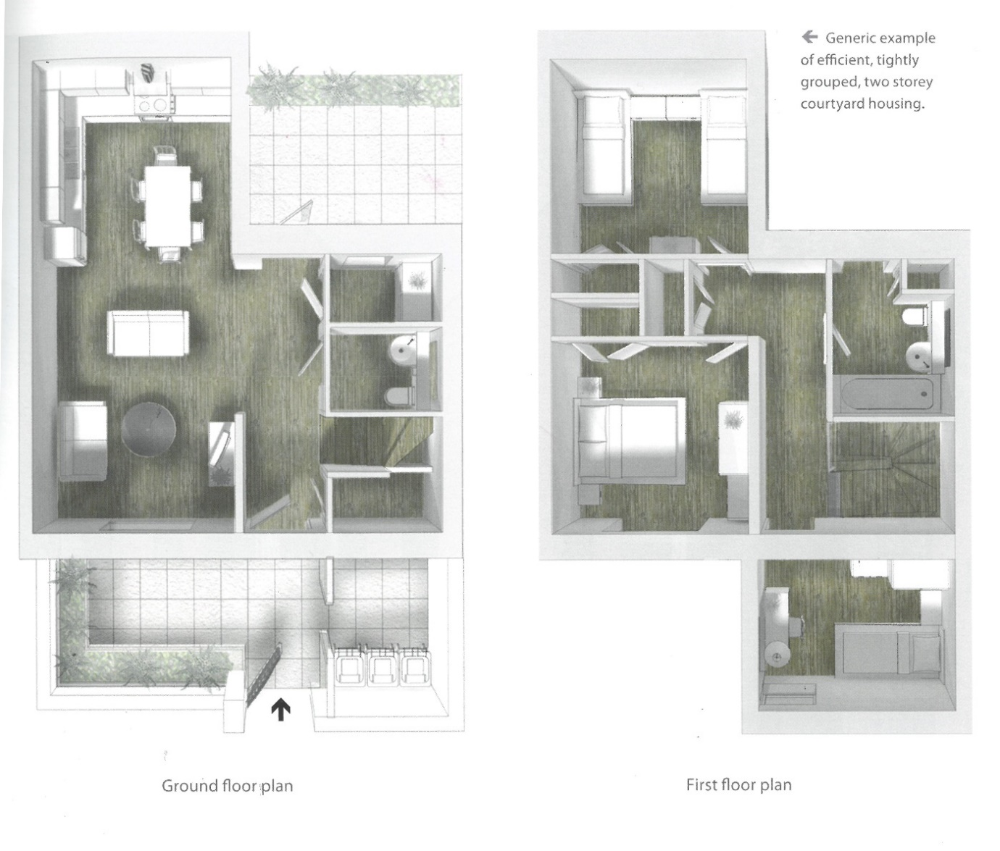 ← Generic example
of efficient, tightly
grouped, two storey
courtyard housing.
Ground floor plan
First floor plan